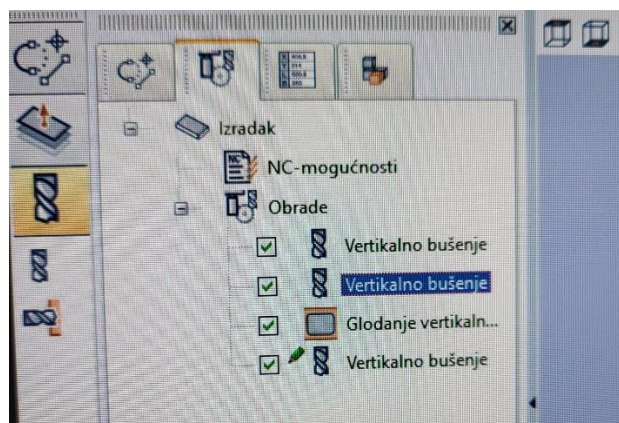 Izradak
NC-mogućnosti
Obrade
Vertikalno bušenje
Vertikalno bušenje
Glodanje vertikaln...
Vertikalno bušenje